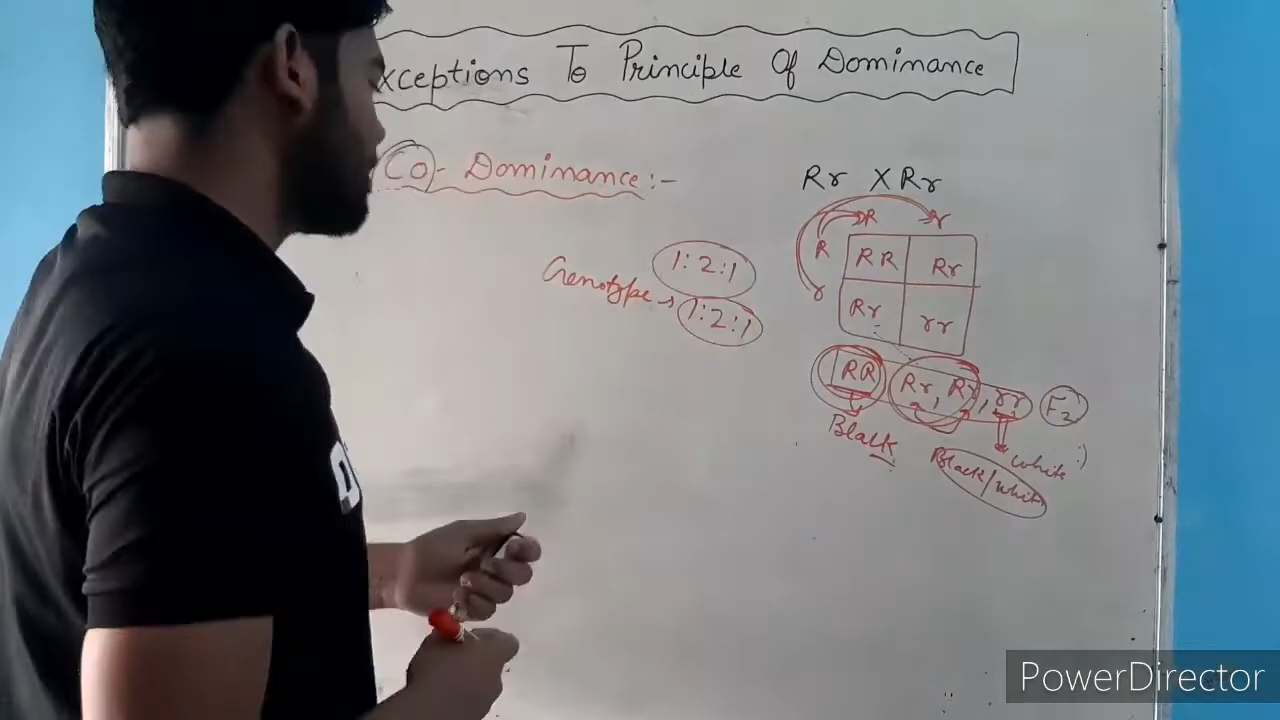 xceptions To Principle Of Dominance
Co- Dominance:-
Rr X Rr
R r
R RR Rr
r Rr rr
1:2:1
Genotype → 1:2:1
RR Rr, Rr, rr F2
Black
White :)
Black/White
PowerDirector